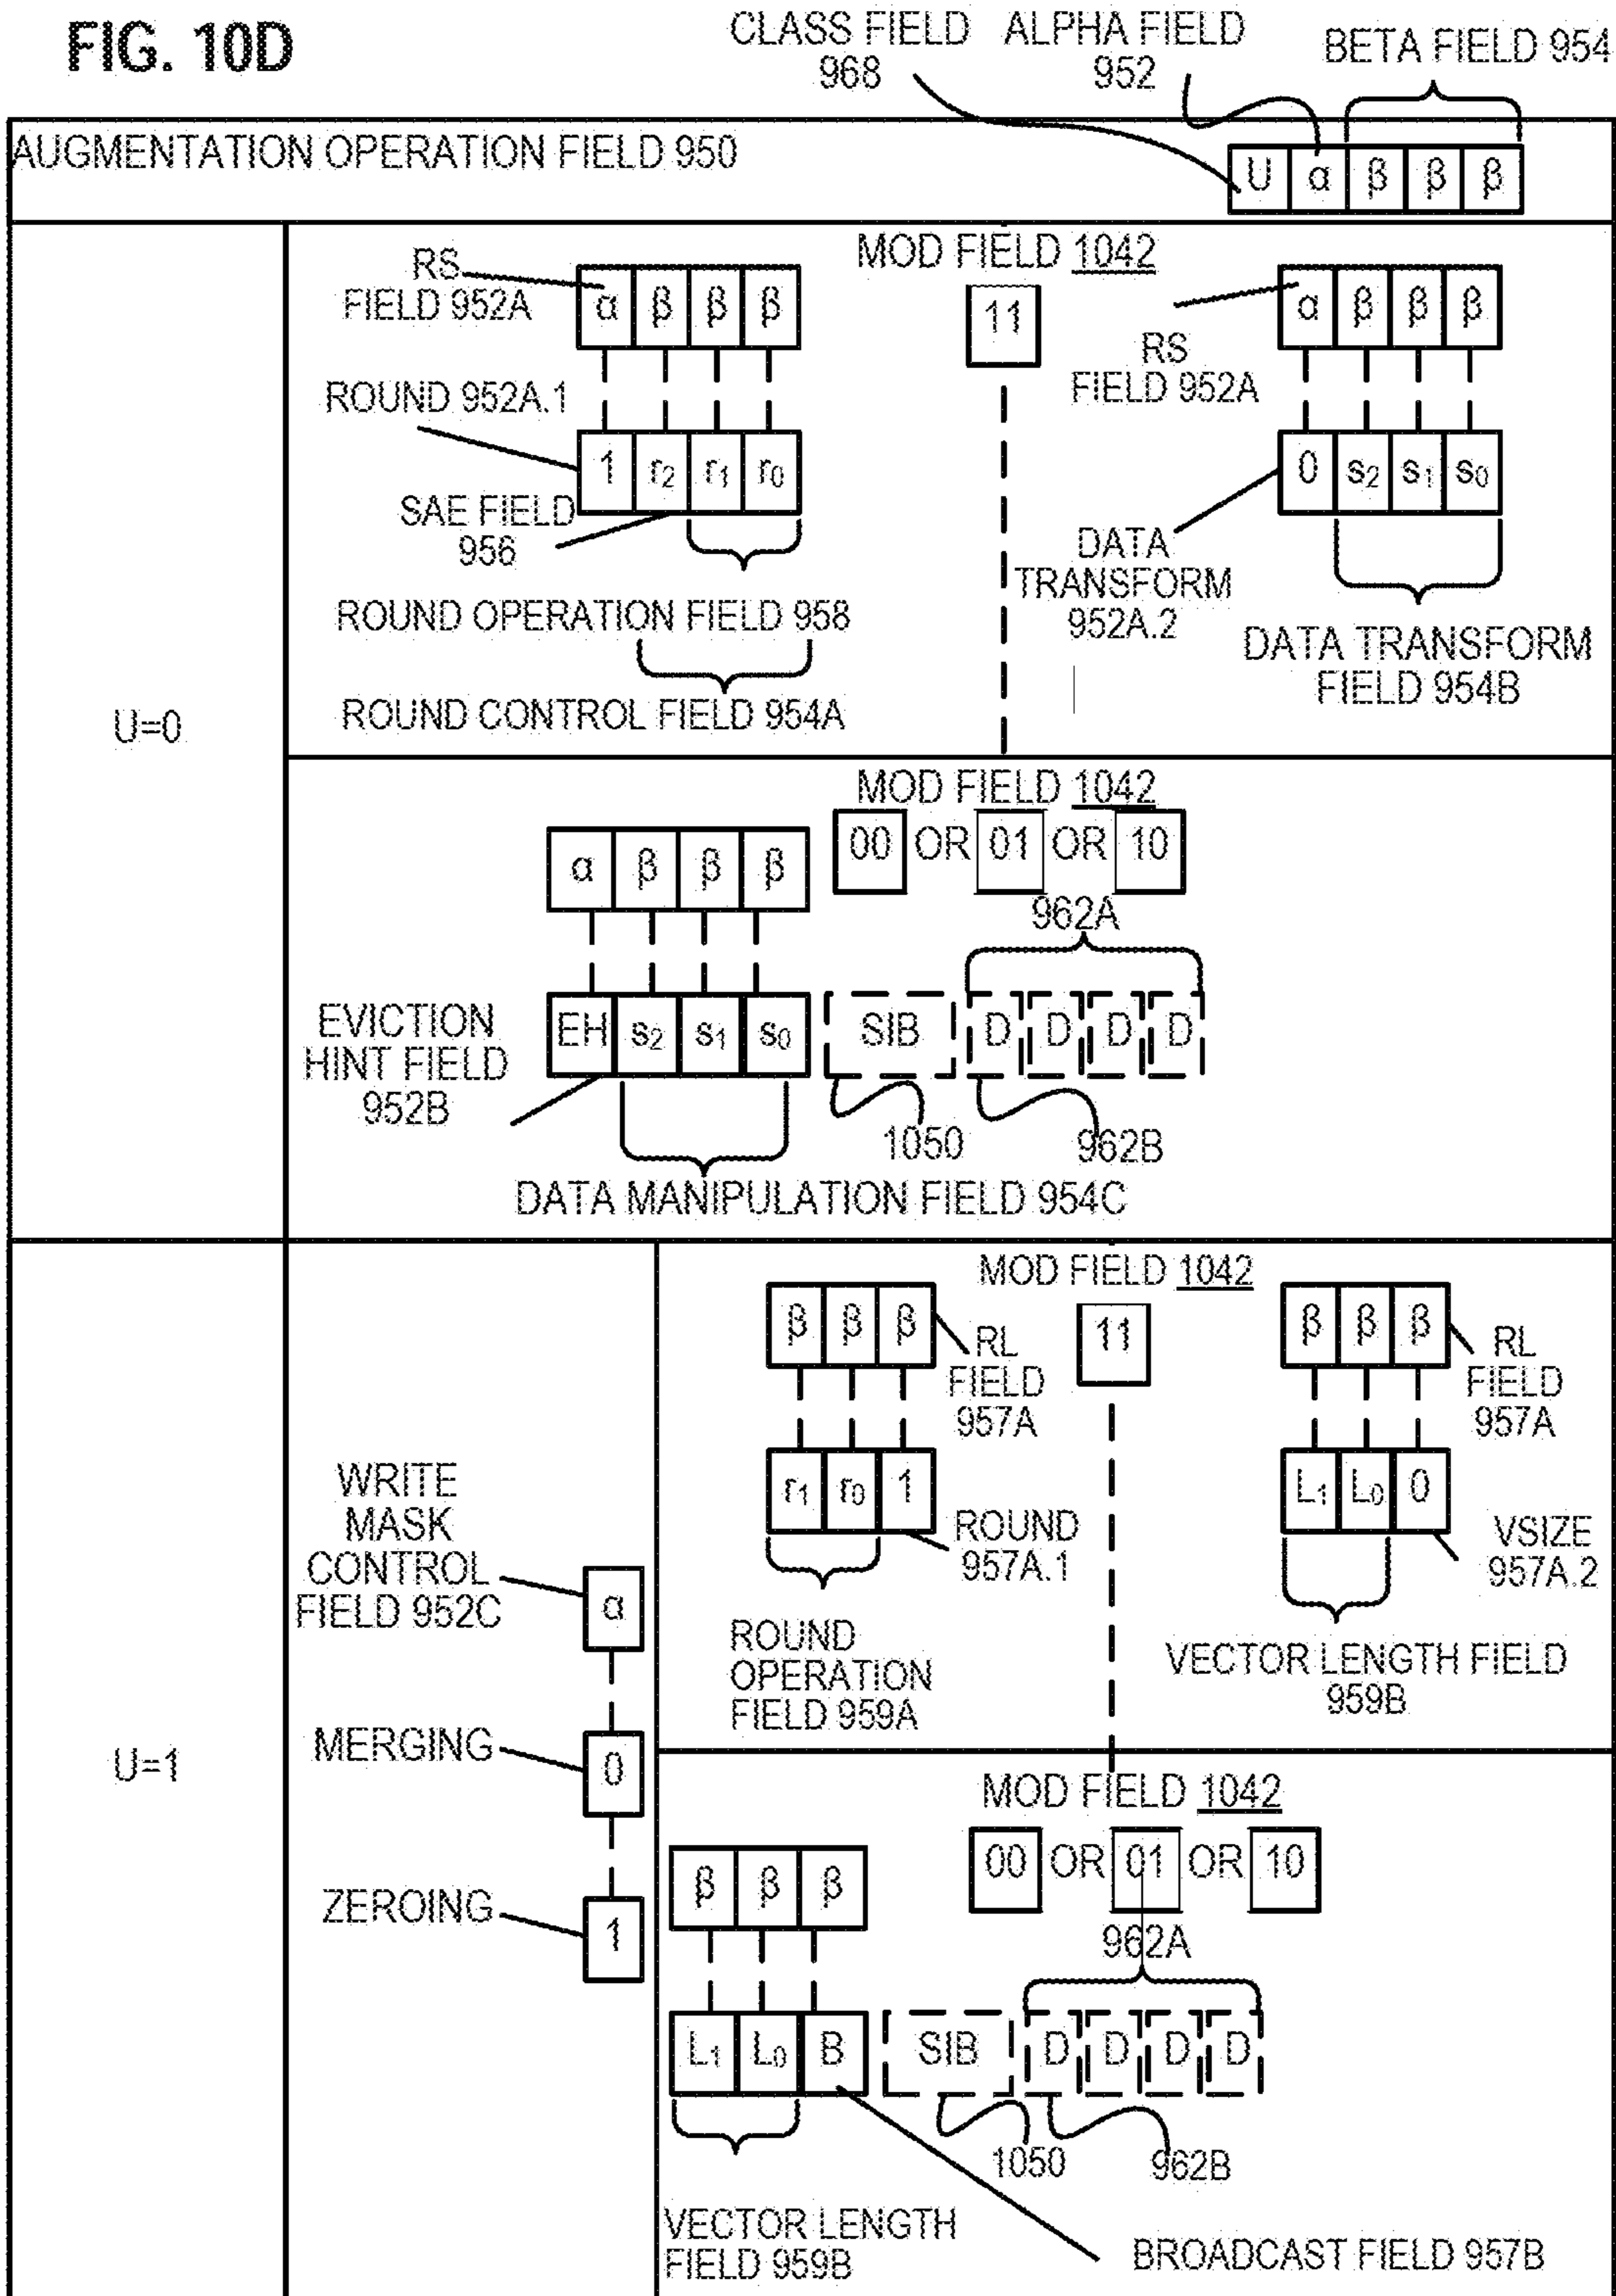 FIG. 10D
CLASS FIELD
968
ALPHA FIELD
952
BETA FIELD 954
AUGMENTATION OPERATION FIELD 950
U α β β β
U=0
MOD FIELD 1042
11
RS
FIELD 952A
α β β β
ROUND 952A.1
1 r2 r1 r0
SAE FIELD
956
ROUND OPERATION FIELD 958
ROUND CONTROL FIELD 954A
α β β β
RS
FIELD 952A
0 s2 s1 s0
DATA
TRANSFORM
952A.2
DATA TRANSFORM
FIELD 954B
MOD FIELD 1042
00 OR 01 OR 10
α β β β
962A
EVICTION
HINT FIELD
952B
EH s2 s1 s0 SIB D D D D
1050
962B
DATA MANIPULATION FIELD 954C
U=1
WRITE
MASK
CONTROL
FIELD 952C
α
MERGING
0
ZEROING
1
MOD FIELD 1042
11
β β β
RL
FIELD
957A
r1 r0 1
ROUND
957A.1
ROUND
OPERATION
FIELD 959A
β β β
RL
FIELD
957A
L1 L0 0
VSIZE
957A.2
VECTOR LENGTH FIELD
959B
MOD FIELD 1042
00 OR 01 OR 10
β β β
962A
L1 L0 B SIB D D D D
1050
962B
VECTOR LENGTH
FIELD 959B
BROADCAST FIELD 957B